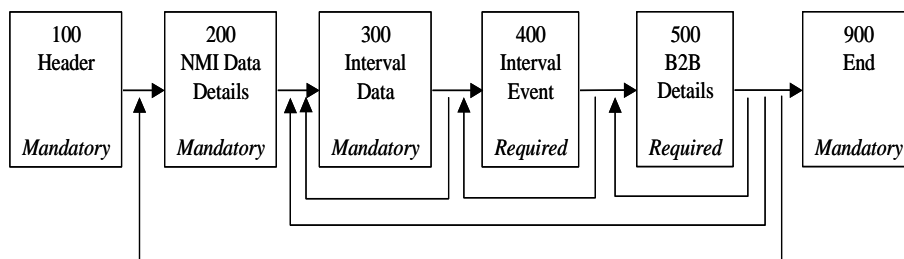 100
Header
Mandatory
200
NMI Data
Details
Mandatory
300
Interval
Data
Mandatory
400
Interval
Event
Required
500
B2B
Details
Required
900
End
Mandatory